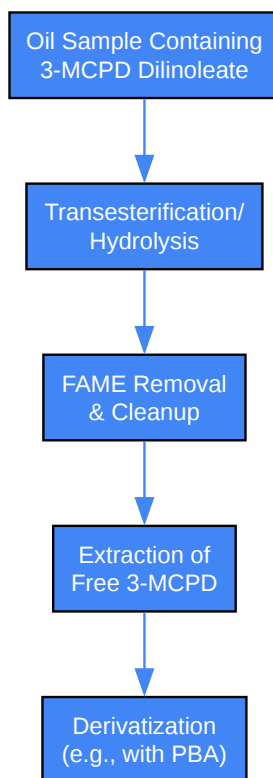 Oil Sample Containing
3-MCPD Dilinoleate
Transesterification/
Hydrolysis
FAME Removal
& Cleanup
Extraction of
Free 3-MCPD
Derivatization
(e.g., with PBA)